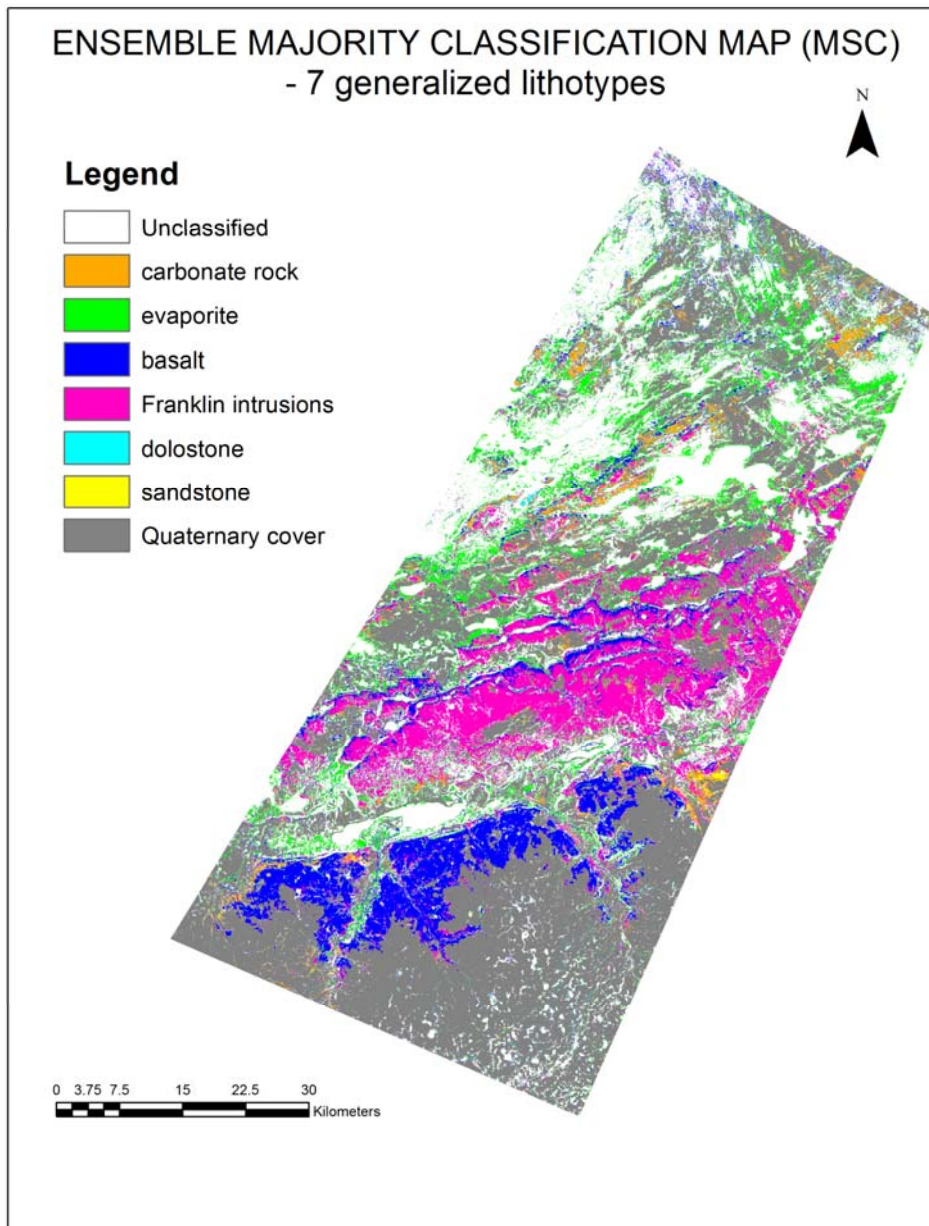 ENSEMBLE MAJORITY CLASSIFICATION MAP (MSC)
- 7 generalized lithotypes
N
Legend
Unclassified
carbonate rock
evaporite
basalt
Franklin intrusions
dolostone
sandstone
Quaternary cover
0 3.75 7.5 15 22.5 30
Kilometers